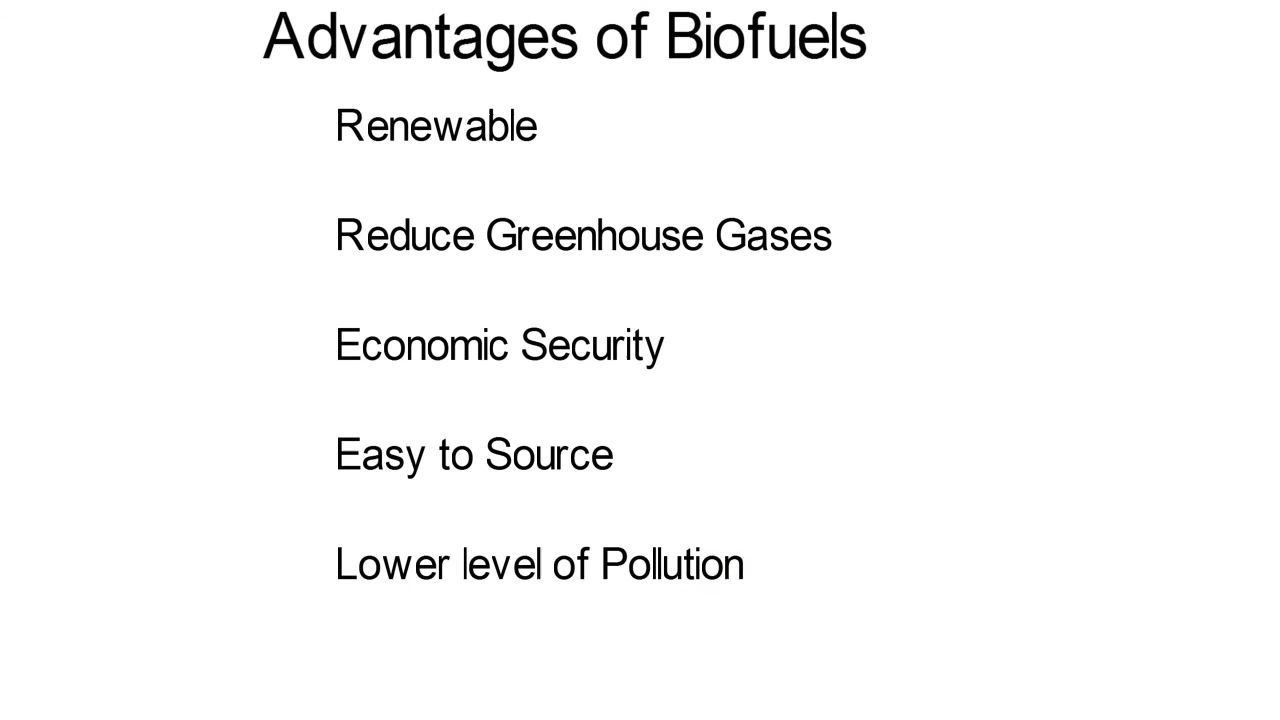 Advantages of Biofuels
Renewable
Reduce Greenhouse Gases
Economic Security
Easy to Source
Lower level of Pollution